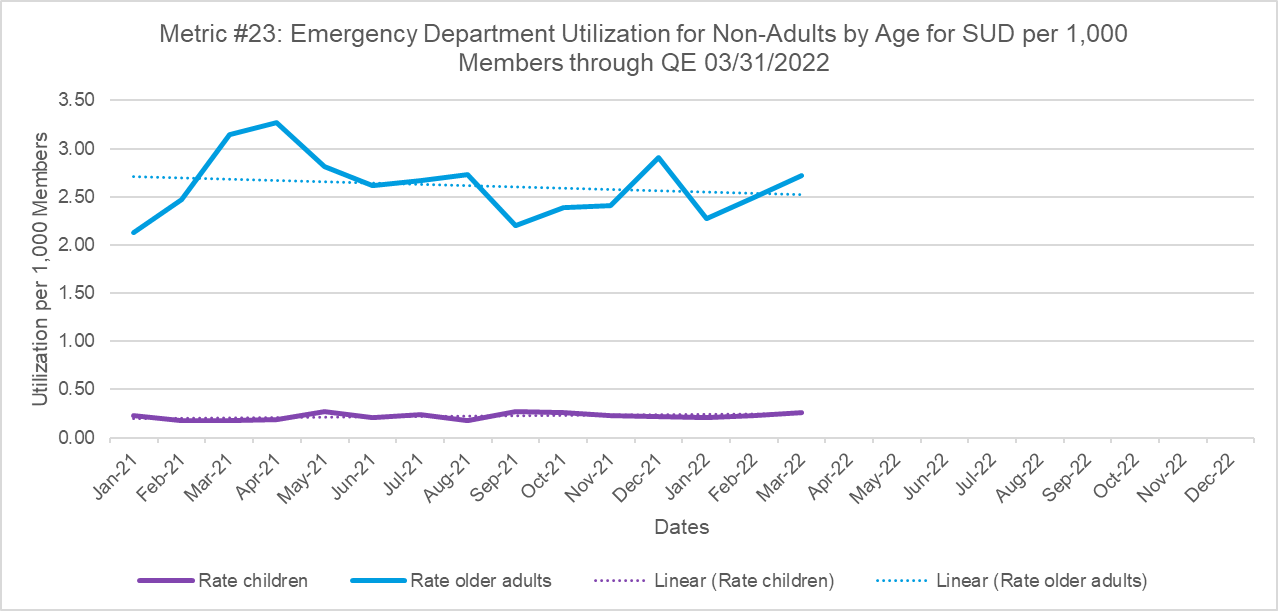 Metric #23: Emergency Department Utilization for Non-Adults by Age for SUD per 1,000
Members through QE 03/31/2022
Utilization per 1,000 Members
3.50
3.00
2.50
2.00
1.50
1.00
0.50
0.00
Jan-21
Feb-21
Mar-21
Apr-21
May-21
Jun-21
Jul-21
Aug-21
Sep-21
Oct-21
Nov-21
Dec-21
Jan-22
Feb-22
Mar-22
Apr-22
May-22
Jun-22
Jul-22
Aug-22
Sep-22
Oct-22
Nov-22
Dec-22
Dates
Rate children
Rate older adults
Linear (Rate children)
Linear (Rate older adults)